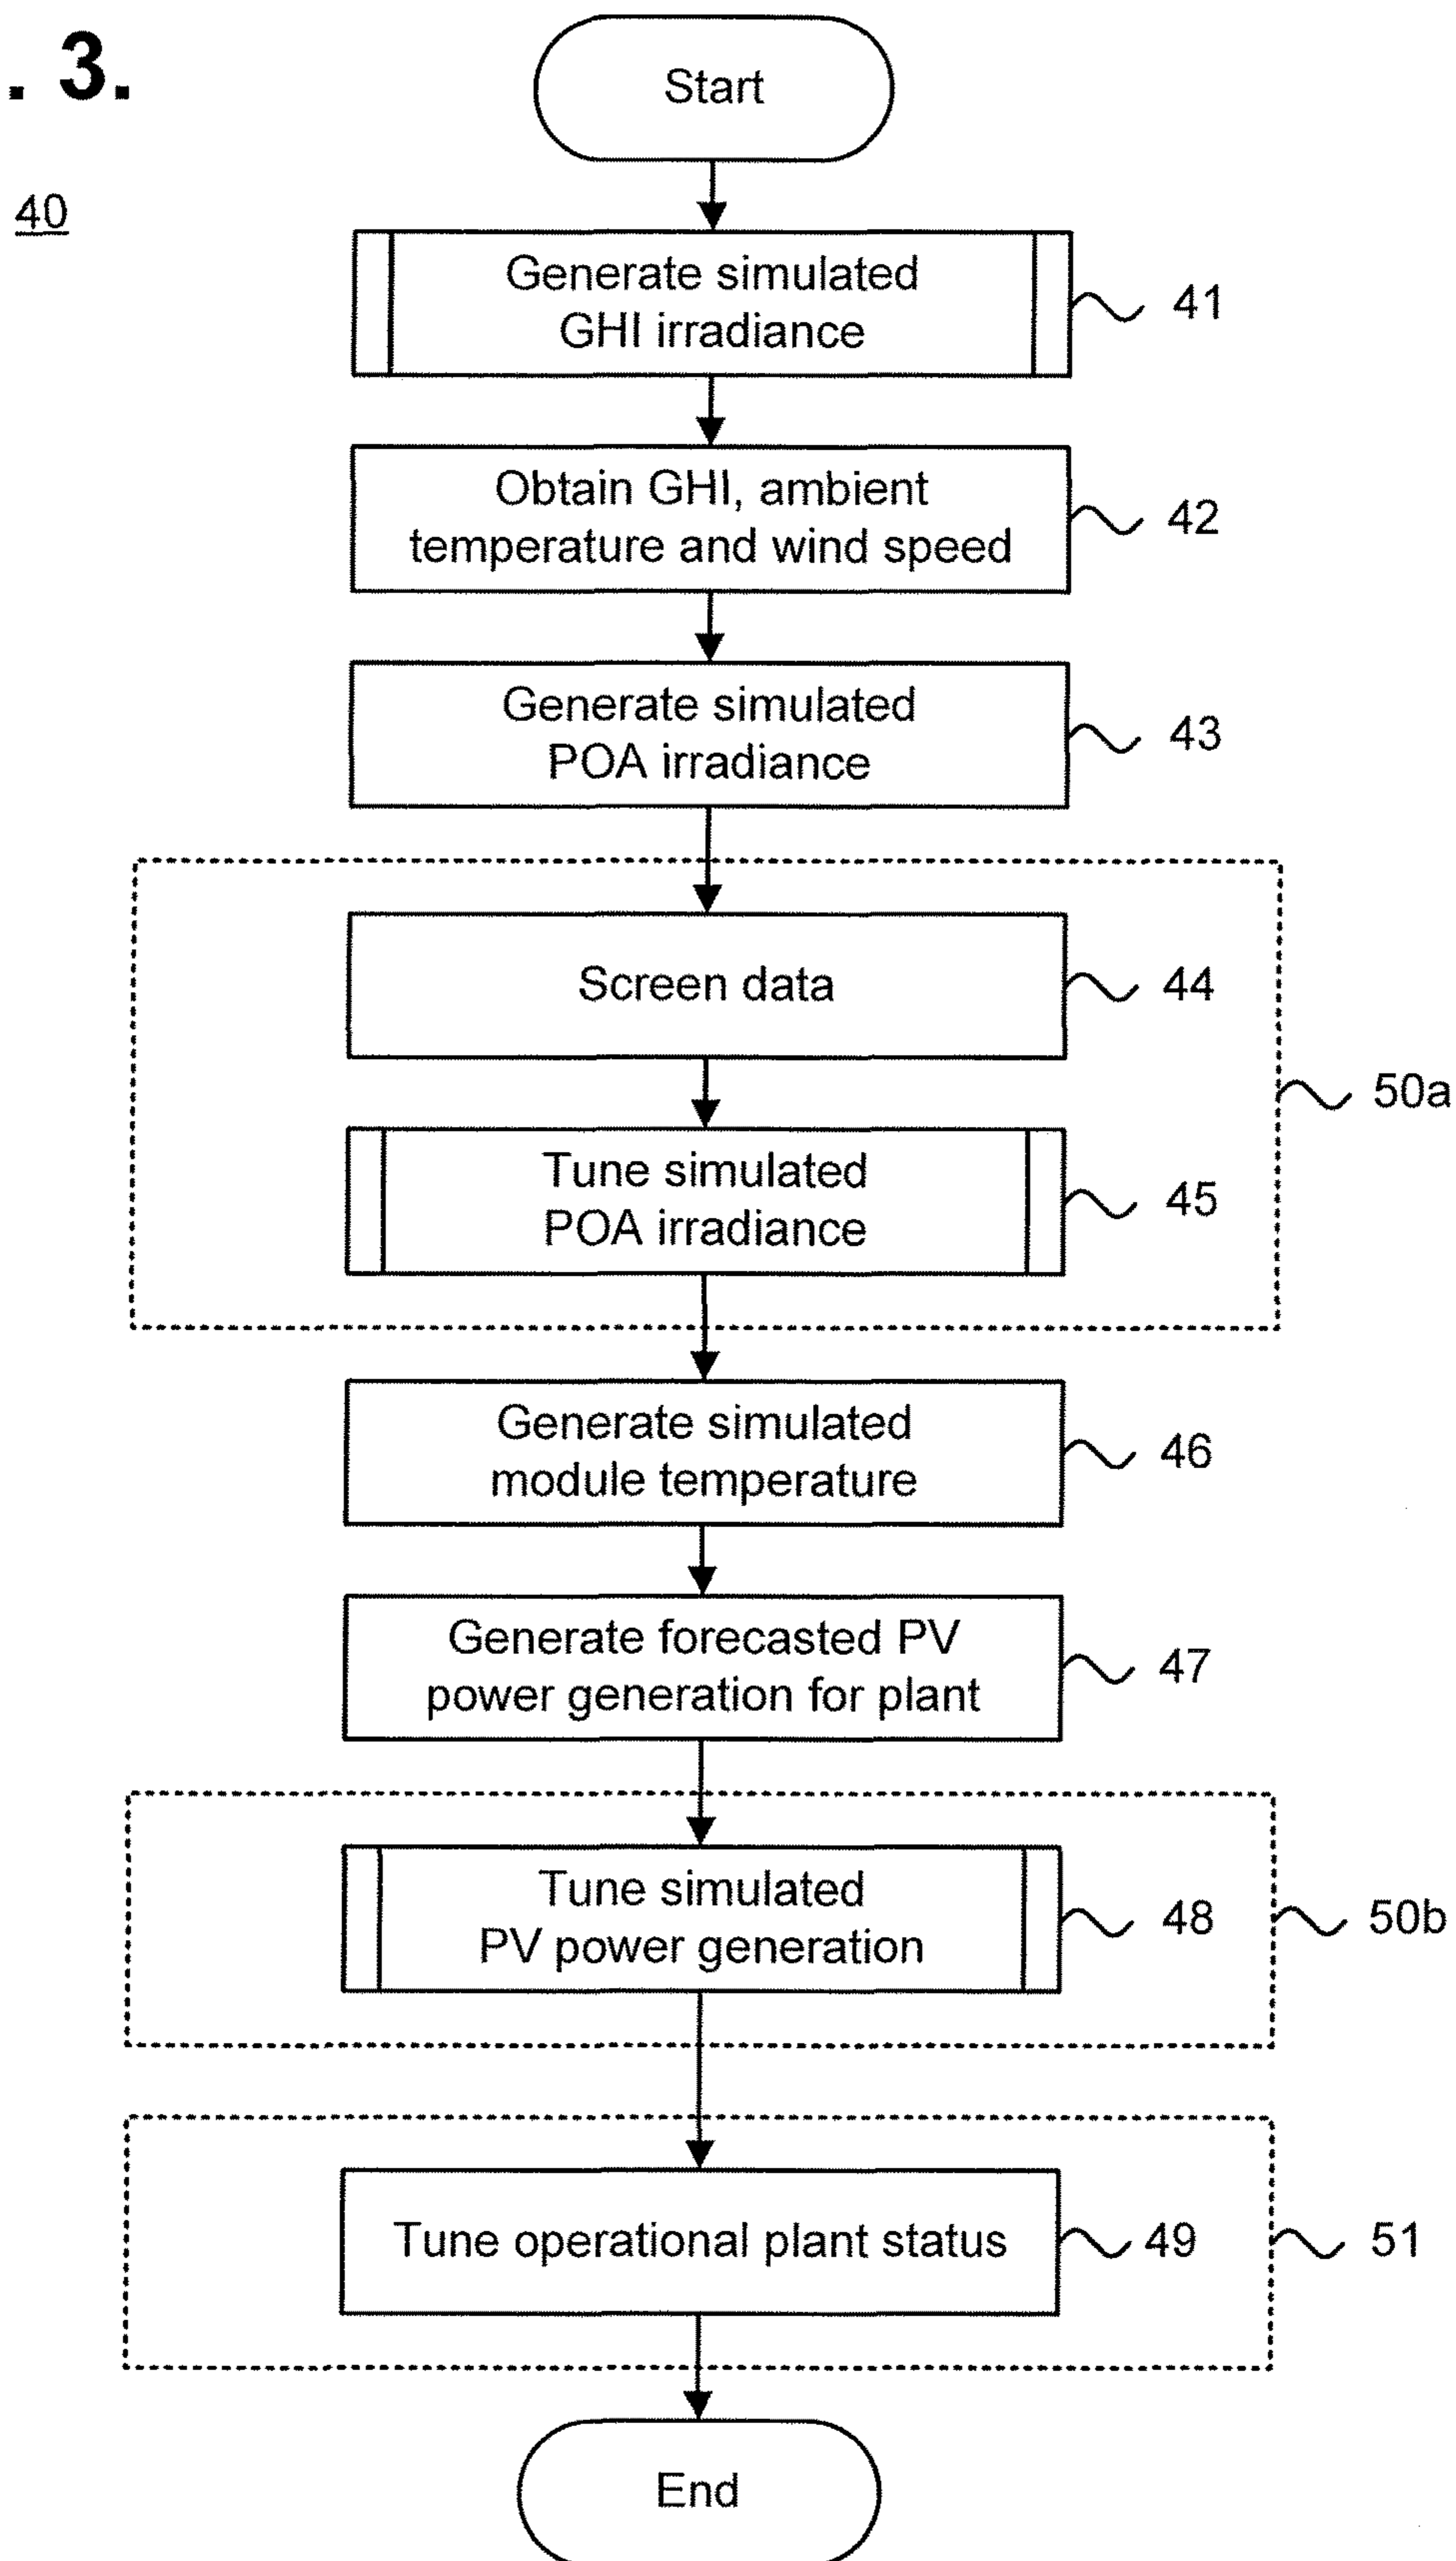 . 3.
Start
40
Generate simulated
GHI irradiance
41
Obtain GHI, ambient
temperature and wind speed
42
Generate simulated
POA irradiance
43
Screen data
44
50a
Tune simulated
POA irradiance
45
Generate simulated
module temperature
46
Generate forecasted PV
power generation for plant
47
Tune simulated
PV power generation
48
50b
Tune operational plant status
49
51
End